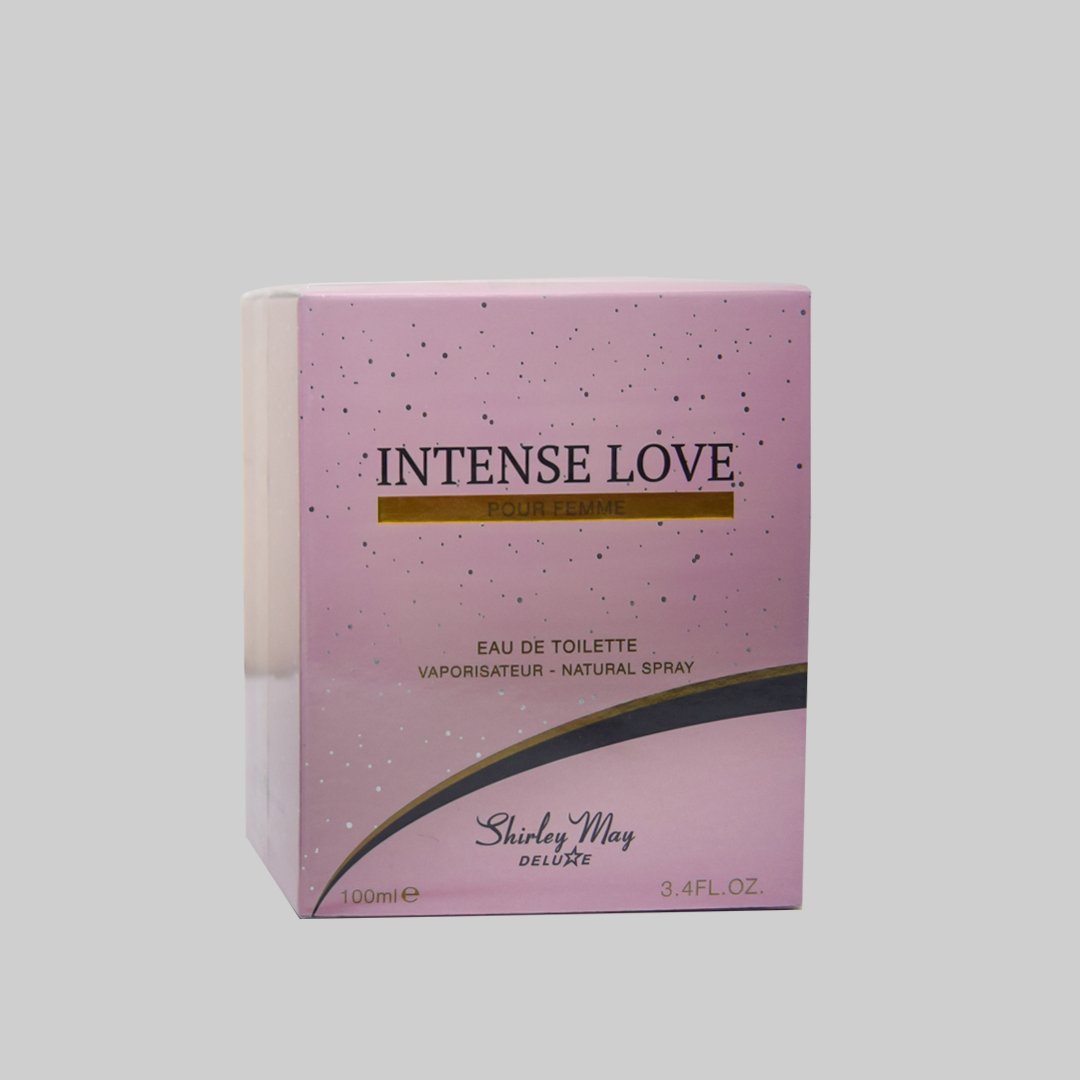 INTENSE LOVE
POUR FEMME
EAU DE TOILETTE
VAPORISATEUR - NATURAL SPRAY
Shirley May
DELUXE
100ml ℮
3.4FL.OZ.